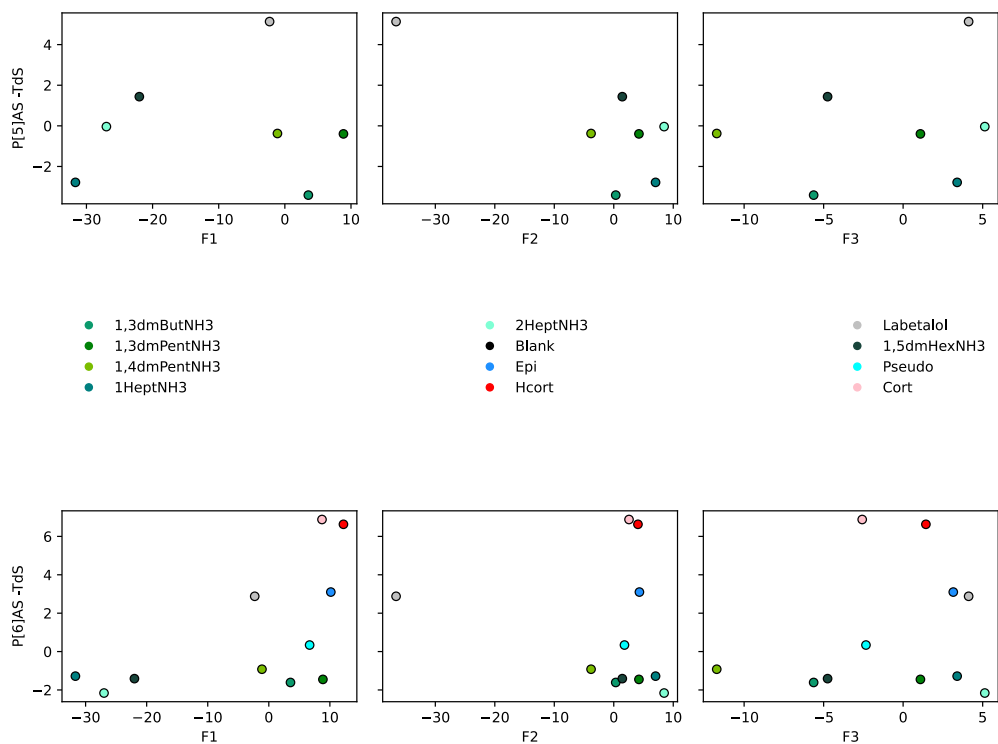 P[5]AS -TdS
4
2
0
−2
−30 −20 −10 0 10
F1
−30 −20 −10 0 10
F2
−10 −5 0 5
F3
1,3dmButNH3
1,3dmPentNH3
1,4dmPentNH3
1HeptNH3
2HeptNH3
Blank
Epi
Hcort
Labetalol
1,5dmHexNH3
Pseudo
Cort
P[6]AS -TdS
6
4
2
0
−2
−30 −20 −10 0 10
F1
−30 −20 −10 0 10
F2
−10 −5 0 5
F3